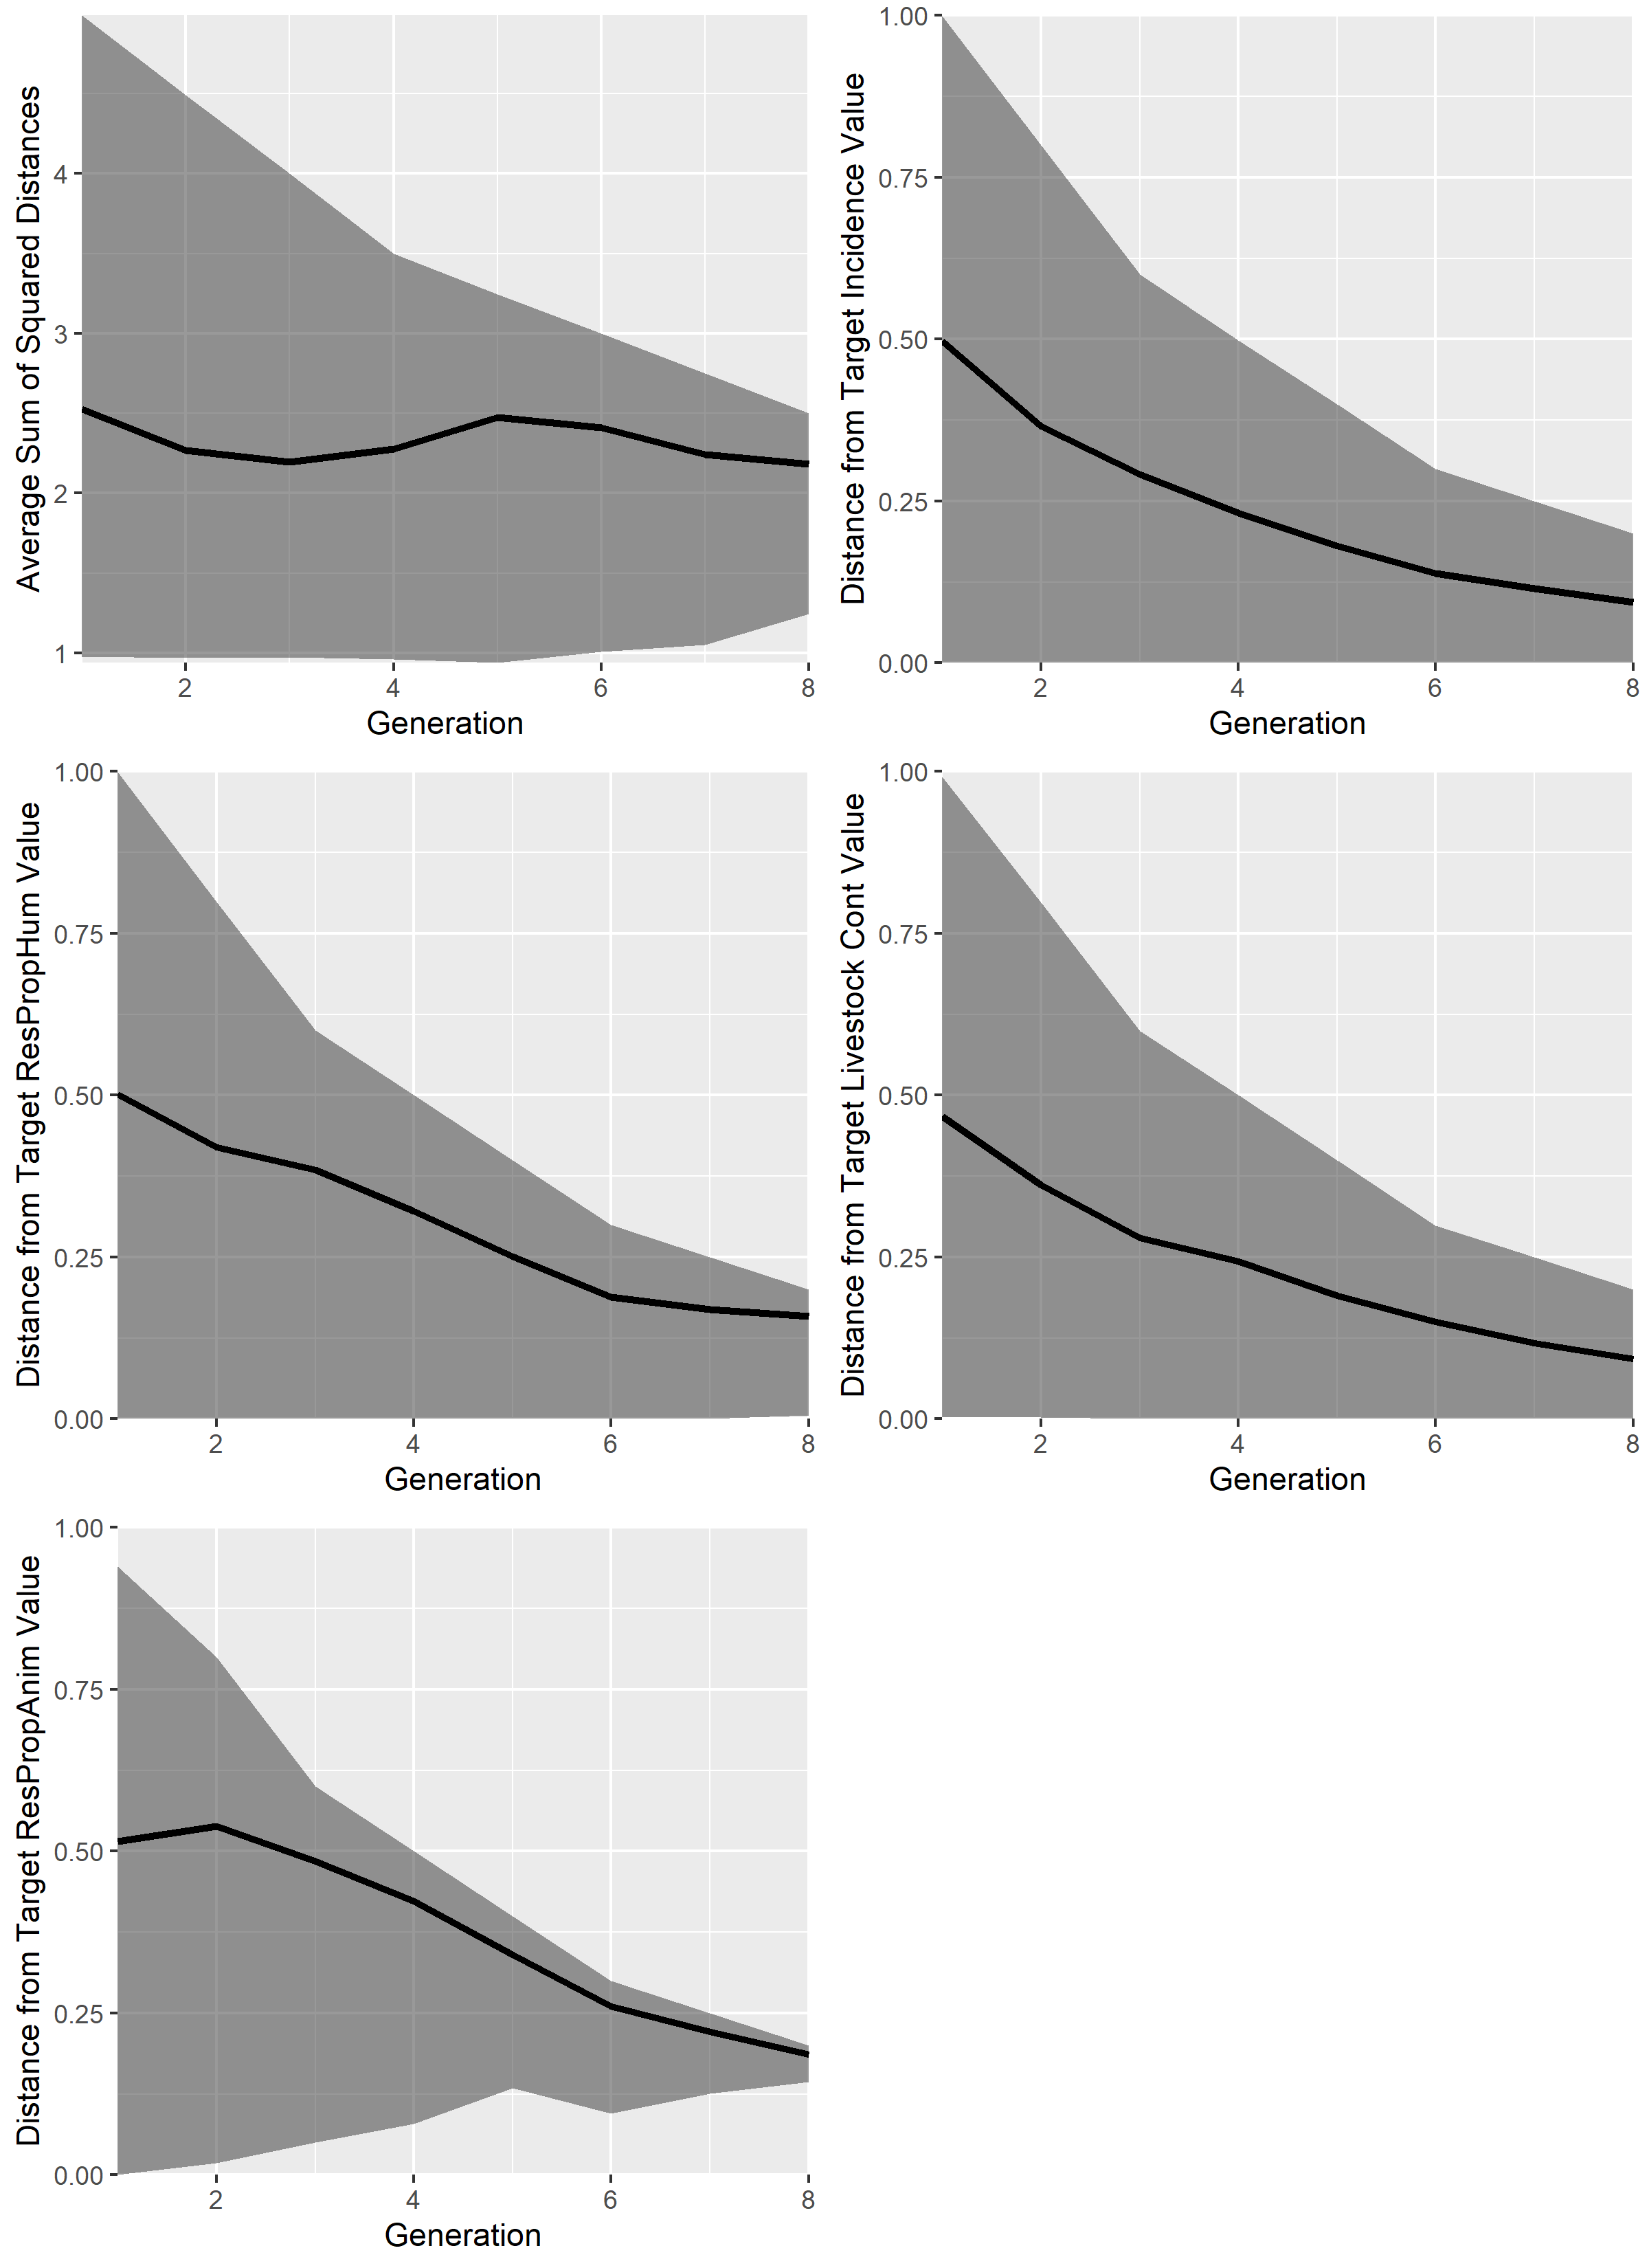 Average Sum of Squared Distances
4
3
2
1
2 4 6 8
Generation
Distance from Target Incidence Value
1.00
0.75
0.50
0.25
0.00
2 4 6 8
Generation
Distance from Target ResPropHum Value
1.00
0.75
0.50
0.25
0.00
2 4 6 8
Generation
Distance from Target Livestock Cont Value
1.00
0.75
0.50
0.25
0.00
2 4 6 8
Generation
Distance from Target ResPropAnim Value
1.00
0.75
0.50
0.25
0.00
2 4 6 8
Generation